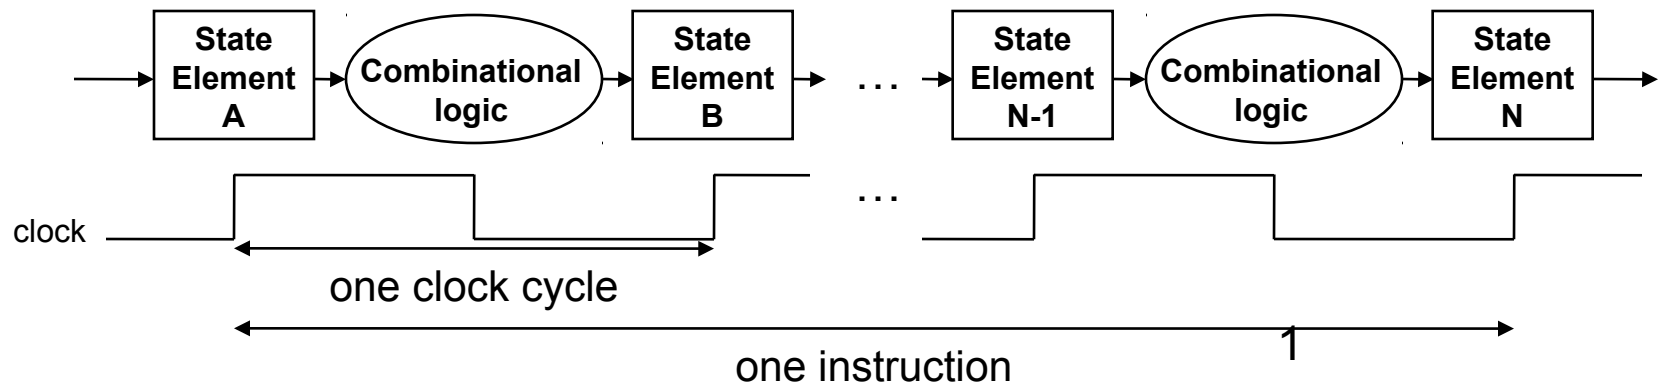 State
Element
A
Combinational
logic
State
Element
B
...
State
Element
N-1
Combinational
logic
State
Element
N
...
clock
one clock cycle
1
one instruction